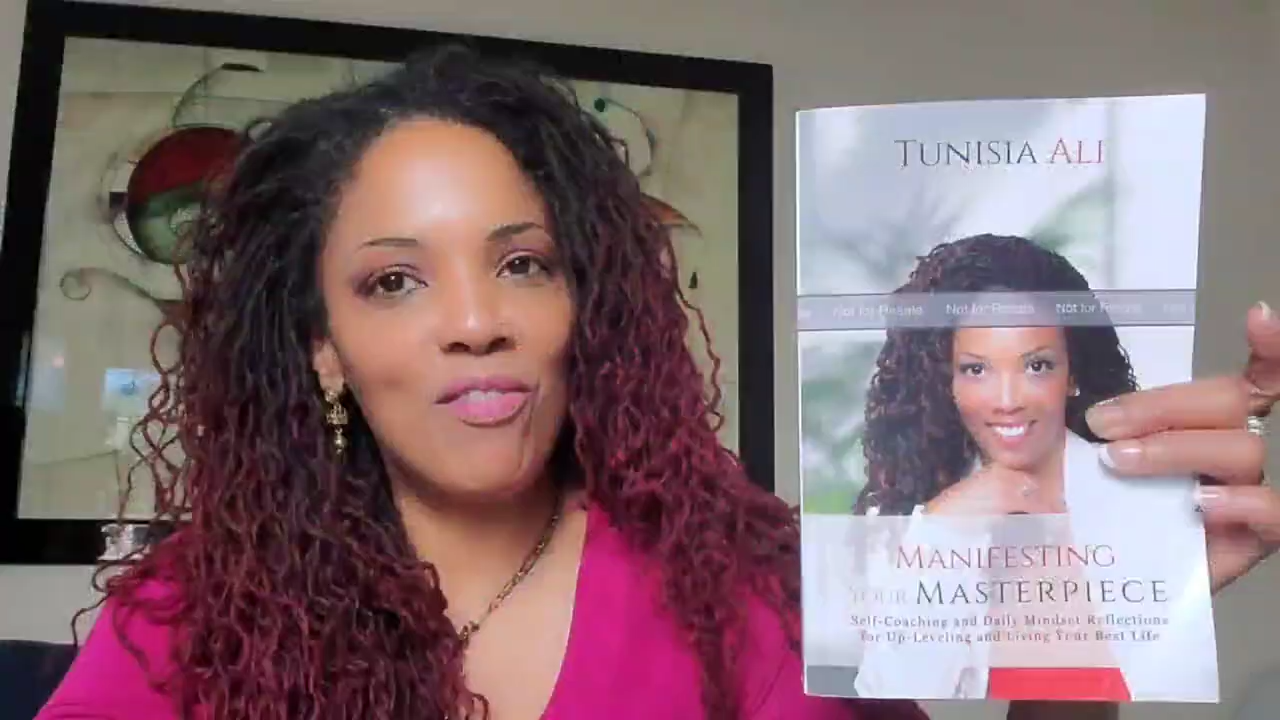 TUNISIA ALI
Not for Resale Not for Resale Not for Resale
MANIFESTING
YOUR MASTERPIECE
Self-Coaching and Daily Mindset Reflections
for Up-Leveling and Living Your Best Life